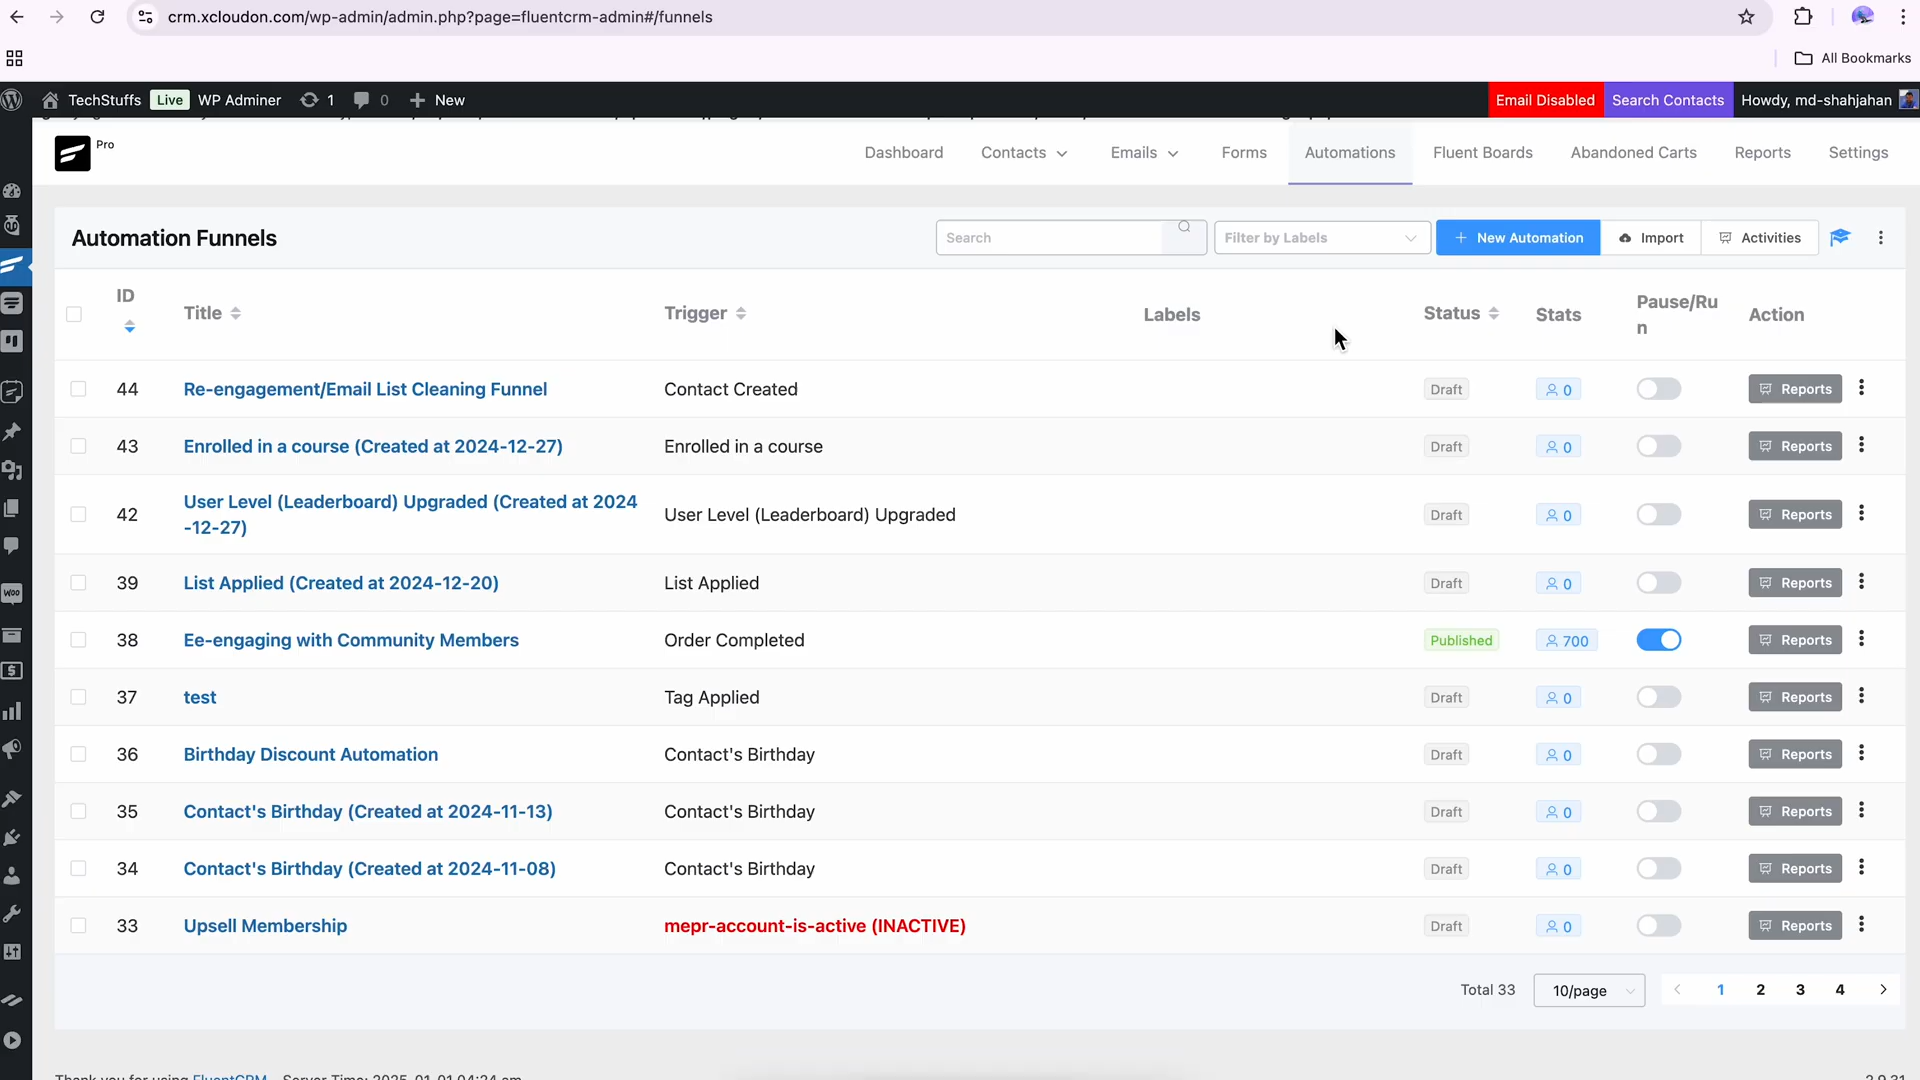 crm.xcloudon.com/wp-admin/admin.php?page=fluentcrm-admin#/funnels
All Bookmarks
TechStuffs Live WP Adminer 1 0 New Email Disabled Search Contacts Howdy, md-shahjahan
Pro Dashboard Contacts Emails Forms Automations Fluent Boards Abandoned Carts Reports Settings
Automation Funnels Search Filter by Labels + New Automation Import Activities
ID Title Trigger Labels Status Stats Pause/Ru
n Action
44 Re-engagement/Email List Cleaning Funnel Contact Created Draft 0 Reports
43 Enrolled in a course (Created at 2024-12-27) Enrolled in a course Draft 0 Reports
42 User Level (Leaderboard) Upgraded (Created at 2024
-12-27) User Level (Leaderboard) Upgraded Draft 0 Reports
39 List Applied (Created at 2024-12-20) List Applied Draft 0 Reports
38 Ee-engaging with Community Members Order Completed Published 700 Reports
37 test Tag Applied Draft 0 Reports
36 Birthday Discount Automation Contact's Birthday Draft 0 Reports
35 Contact's Birthday (Created at 2024-11-13) Contact's Birthday Draft 0 Reports
34 Contact's Birthday (Created at 2024-11-08) Contact's Birthday Draft 0 Reports
33 Upsell Membership mepr-account-is-active (INACTIVE) Draft 0 Reports
Total 33 10/page 1 2 3 4
Thank you for using FluentCRM Server Time: 2025-01-01 04:24 am 2.9.31